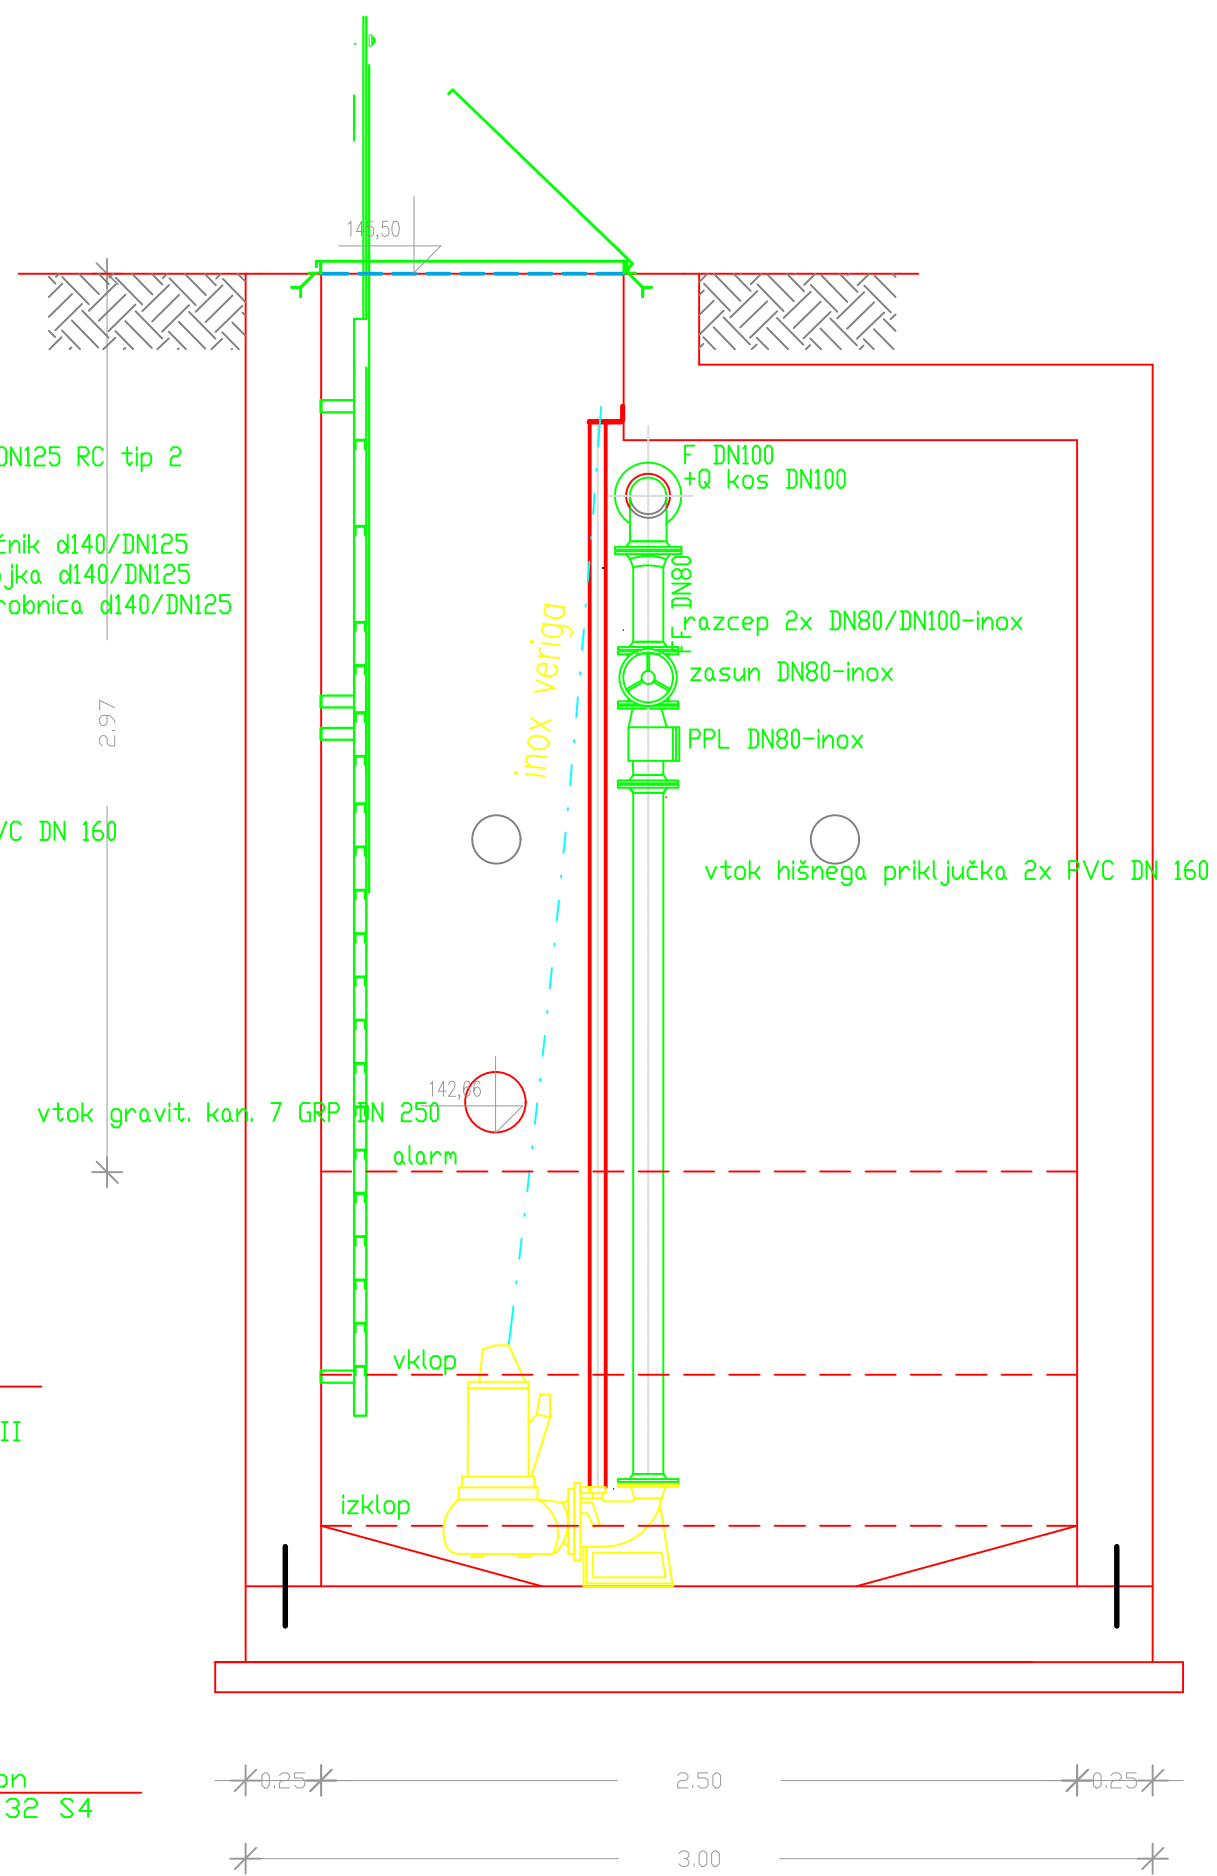 145,50
DN125 RC tip 2
F DN100
+Q kos DN100
čnik d140/DN125
ojka d140/DN125
robnica d140/DN125
FF DN80
razcep 2x DN80/DN100-inox
inox veriga
zasun DN80-inox
2.97
PPL DN80-inox
VC DN 160
vtok hišnega priključka 2x PVC DN 160
142,66
vtok gravit. kan. 7 GRP DN 250
alarm
vklop
II
izklop
on
32 S4
0.25 2.50 0.25
3.00